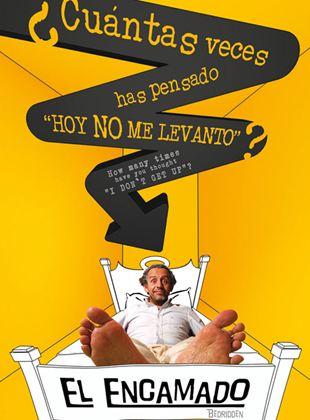 ¿Cuántas veces
has pensado
“HOY NO ME LEVANTO”?
How many times
have you thought
"I DON'T GET UP"?
EL ENCAMADO
BEDRIDDEN